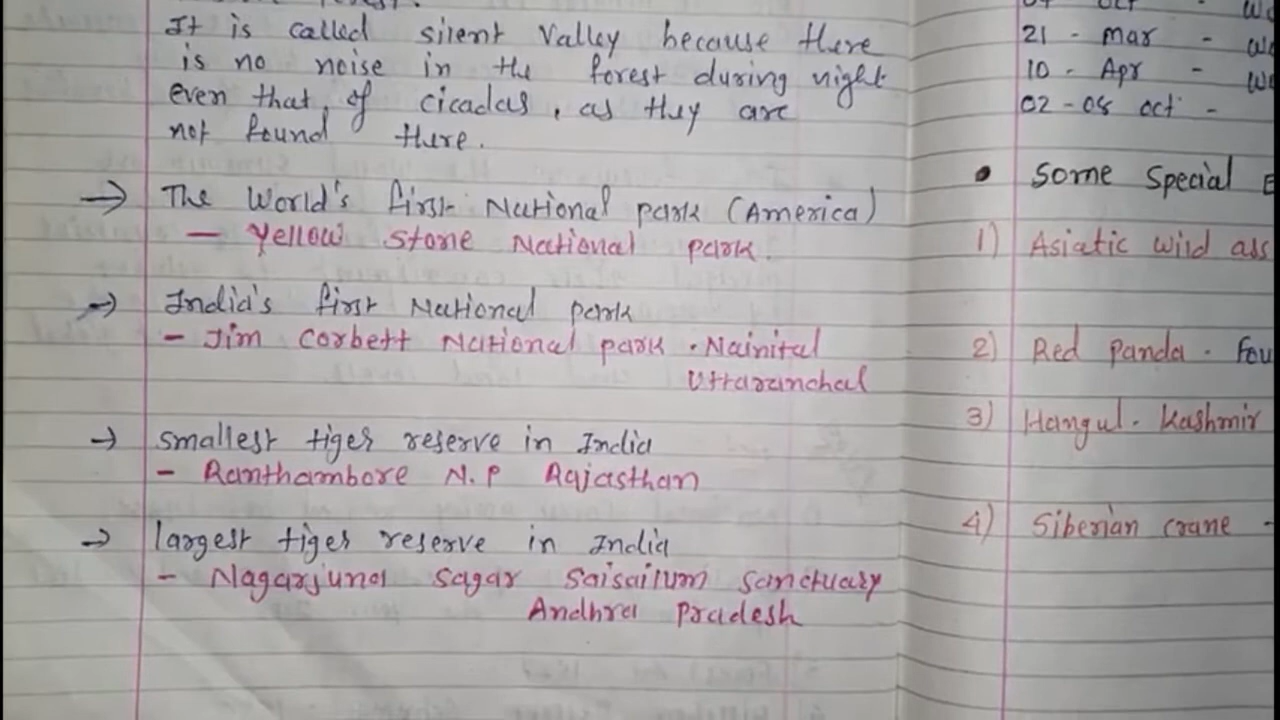 It is called silent Valley because there
is no noise in the forest during night
even that of cicadas, as they are
not found there.
→ The World's first National park (America)
- Yellow stone National park.
→ India's first National park
- Jim Corbett National park. Nainital
Uttaranchal
→ smallest tiger reserve in India
- Ranthambore N.P Rajasthan
→ largest tiger reserve in India
- Nagarjuna sagar Saisailum sanctuary
Andhra Pradesh
oct -
21 - mar -
10 - Apr -
02-08 oct -
• Some Special
1) Asiatic wild ass
2) Red Panda. Fou
3) Hangul. Kashmir
4) Siberian crane -